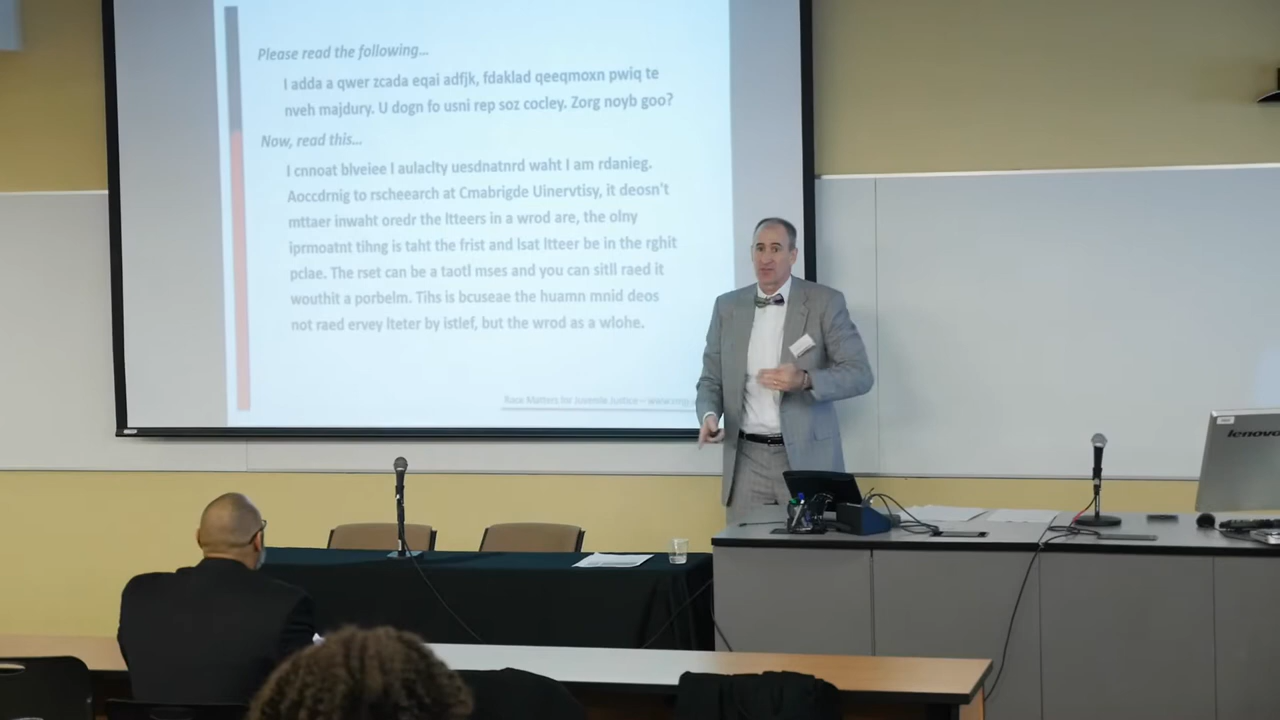 Please read the following...
I adda a qwer zcada eqai adfjk, fdaklad qeeqmoxn pwiq te
nveh majdury. U dogn fo usni rep soz cocley. Zorg noyb goo?
Now, read this...
I cnnoat blveiee I aulaclty uesdnatnrd waht I am rdanieg.
Aoccdrnig to rscheearch at Cmabrigde Uinervtisy, it deosn't
mttaer inwaht oredr the ltteers in a wrod are, the olny
iprmoatnt tihng is taht the frist and lsat ltteer be in the rghit
pclae. The rset can be a taotl mses and you can sitll raed it
wouthit a porbelm. Tihs is bcuseae the huamn mnid deos
not raed ervey lteter by istlef, but the wrod as a wlohe.
Race Matters for Juvenile Justice –
lenovo